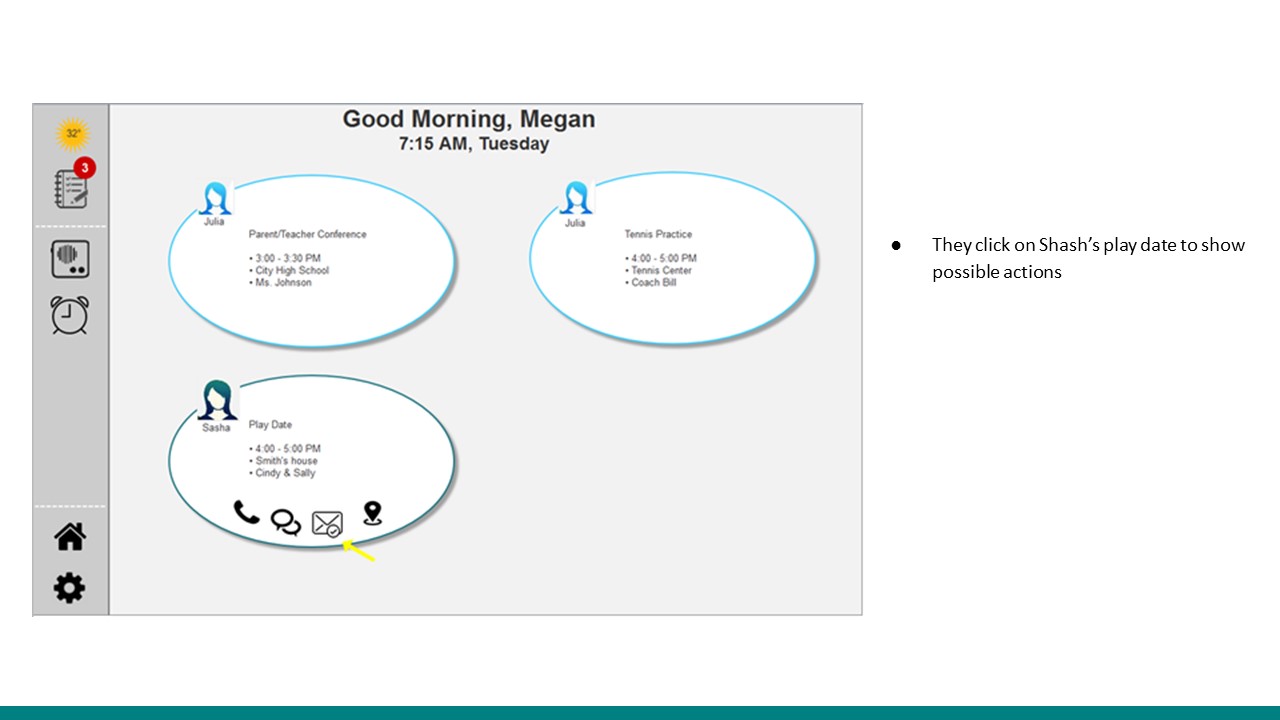 Good Morning, Megan
7:15 AM, Tuesday
32°
3
Julia
Parent/Teacher Conference
• 3:00 - 3:30 PM
• City High School
• Ms. Johnson
Julia
Tennis Practice
• 4:00 - 5:00 PM
• Tennis Center
• Coach Bill
Sasha
Play Date
• 4:00 - 5:00 PM
• Smith's house
• Cindy & Sally
● They click on Shash’s play date to show
possible actions